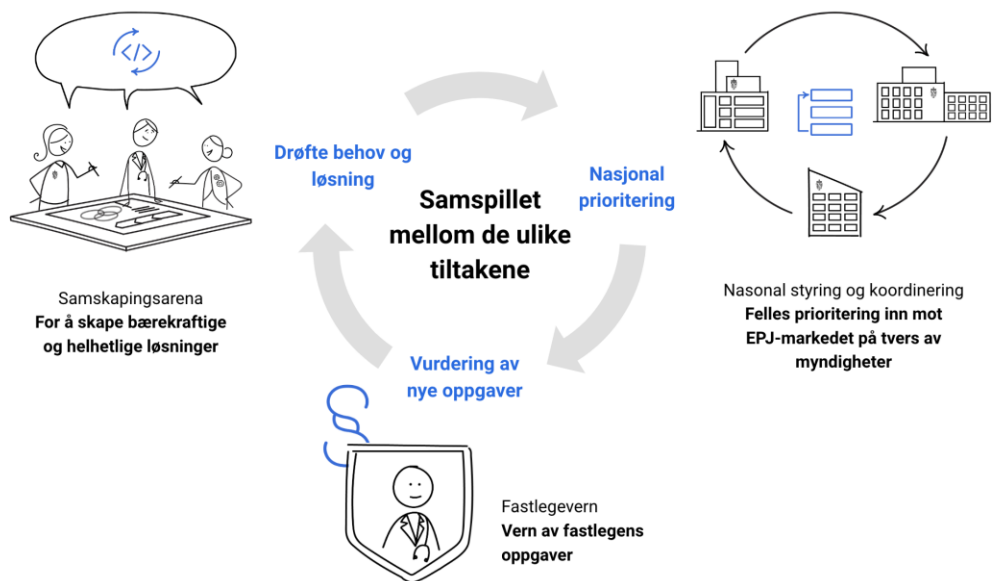 </>
Drøfte behov og
løsning
Nasjonal
prioritering
Samspillet
mellom de ulike
tiltakene
Samskapingsarena
For å skape bærekraftige
og helhetlige løsninger
Nasonal styring og koordinering
Felles prioritering inn mot
EPJ-markedet på tvers av
myndigheter
Vurdering av
nye oppgaver
§
Fastlegevern
Vern av fastlegens
oppgaver